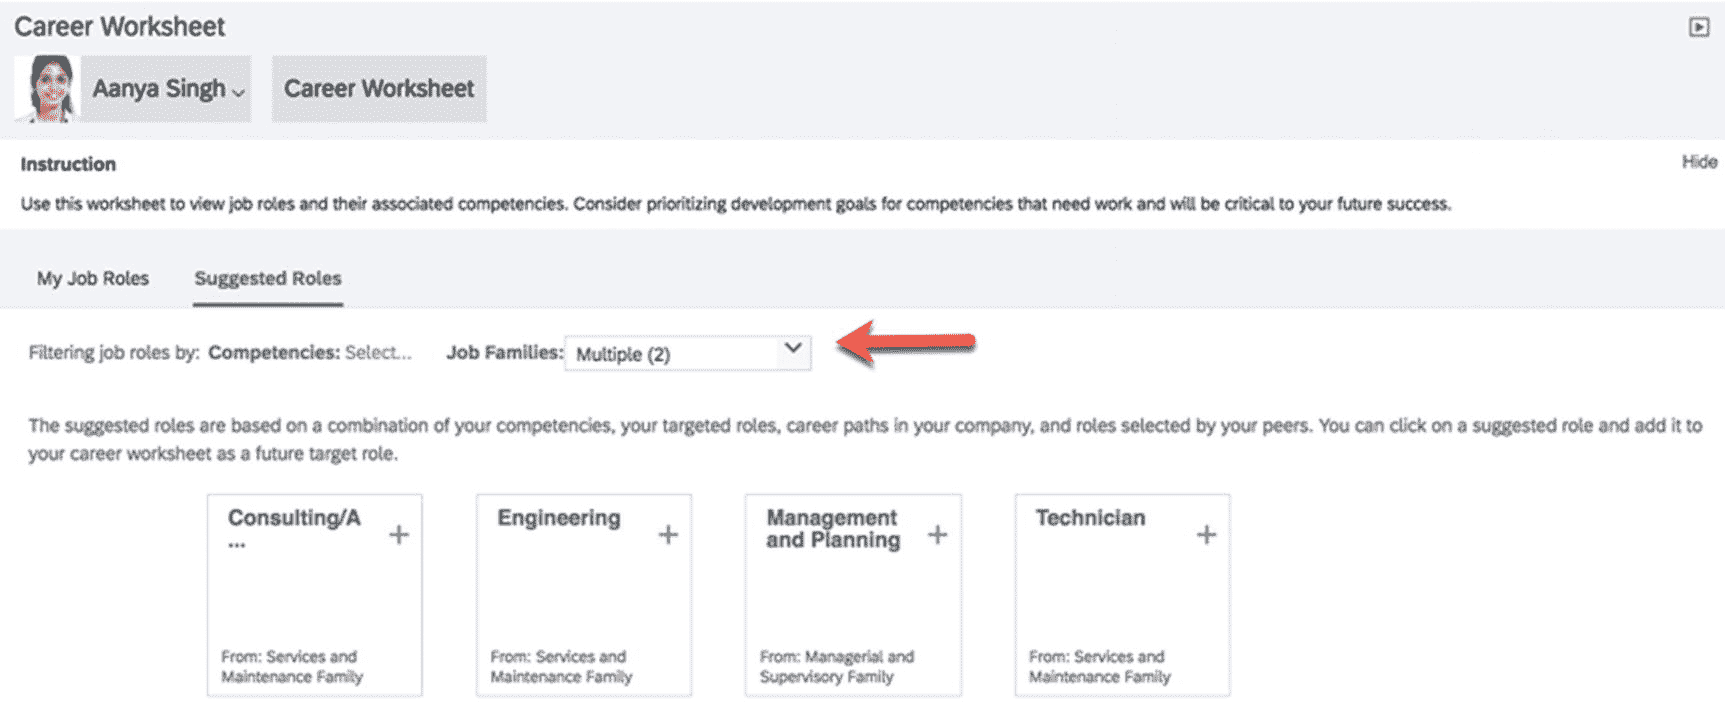 Career Worksheet
Aanya Singh
Career Worksheet
Instruction
Hide
Use this worksheet to view job roles and their associated competencies. Consider prioritizing development goals for competencies that need work and will be critical to your future success.
My Job Roles
Suggested Roles
Filtering job roles by: Competencies: Select... Job Families: Multiple (2)
The suggested roles are based on a combination of your competencies, your targeted roles, career paths in your company, and roles selected by your peers. You can click on a suggested role and add it to
your career worksheet as a future target role.
Consulting/A
...
From: Services and
Maintenance Family
Engineering
From: Services and
Maintenance Family
Management
and Planning
From: Managerial and
Supervisory Family
Technician
From: Services and
Maintenance Family